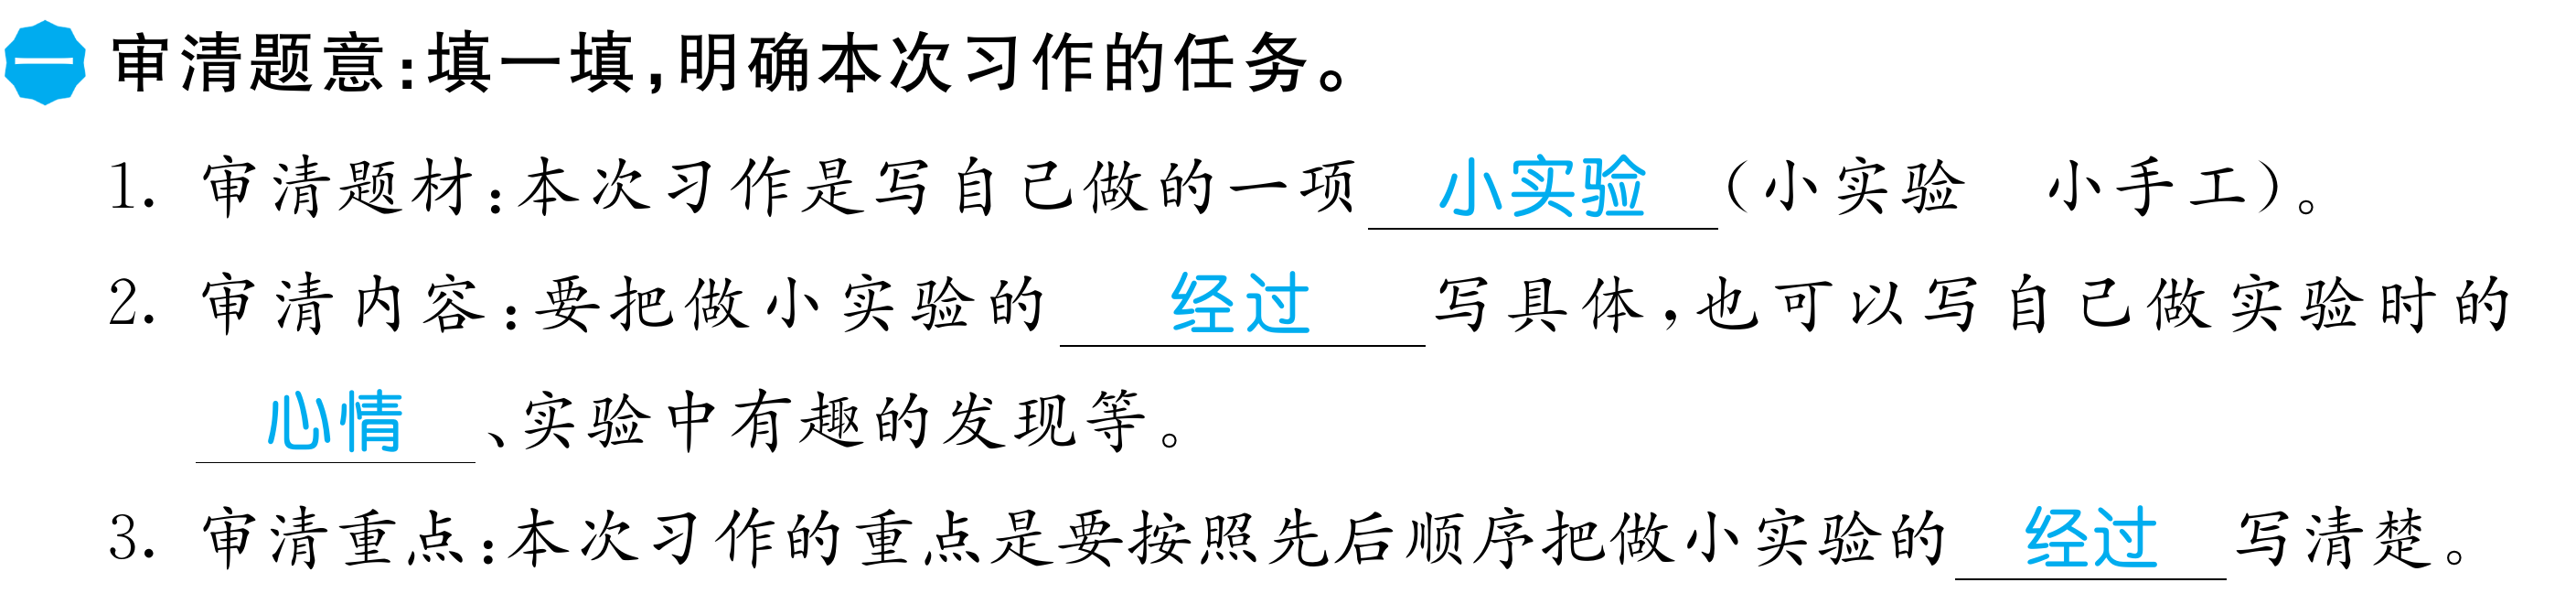 一 审清题意:填一填,明确本次习作的任务。
1. 审清题材:本次习作是写自己做的一项 小实验 (小实验 小手工)。
2. 审清内容:要把做小实验的 经过 写具体,也可以写自己做实验时的
心情 、实验中有趣的发现等。
3. 审清重点:本次习作的重点是要按照先后顺序把做小实验的 经过 写清楚。